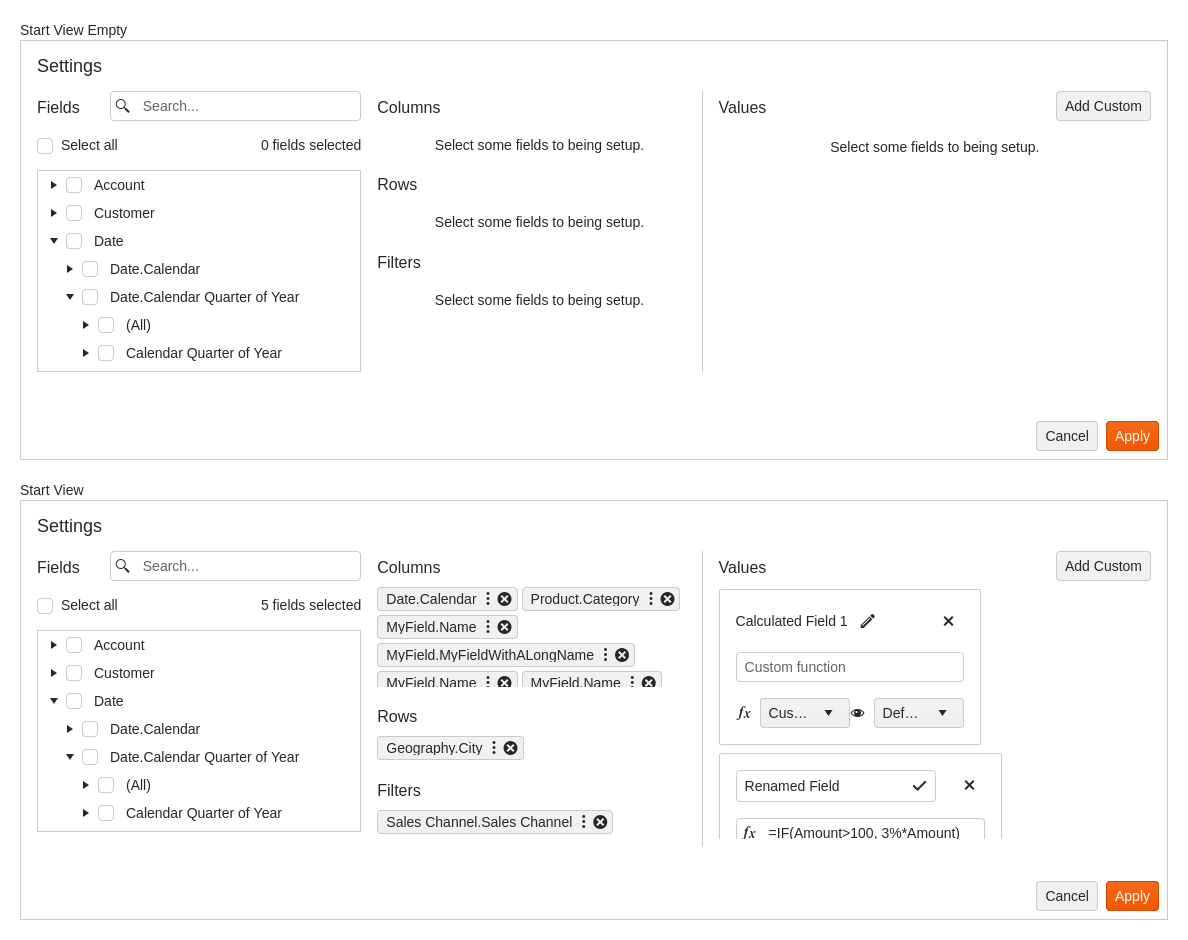 Start View Empty
Settings
Fields
Search...
Select all
0 fields selected
Account
Customer
Date
Date.Calendar
Date.Calendar Quarter of Year
(All)
Calendar Quarter of Year
Columns
Select some fields to being setup.
Rows
Select some fields to being setup.
Filters
Select some fields to being setup.
Values
Add Custom
Select some fields to being setup.
Cancel
Apply
Start View
Settings
Fields
Search...
Select all
5 fields selected
Account
Customer
Date
Date.Calendar
Date.Calendar Quarter of Year
(All)
Calendar Quarter of Year
Columns
Date.Calendar
Product.Category
MyField.Name
MyField.MyFieldWithALongName
MyField.Name
MyField.Name
Rows
Geography.City
Filters
Sales Channel.Sales Channel
Values
Add Custom
Calculated Field 1
Custom function
fx
Cus...
Def...
Renamed Field
fx
=IF(Amount>100, 3%*Amount)
Cancel
Apply